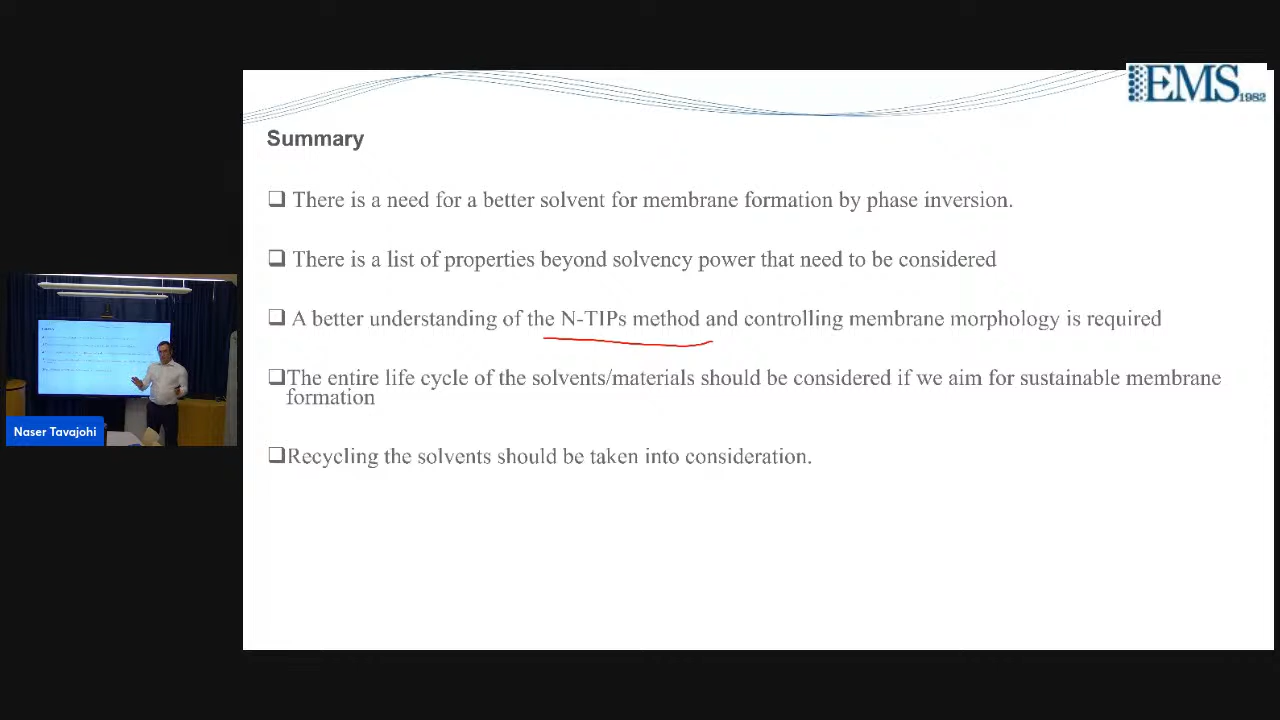 EMS 1982
Summary
There is a need for a better solvent for membrane formation by phase inversion.
There is a list of properties beyond solvency power that need to be considered
A better understanding of the N-TIPs method and controlling membrane morphology is required
The entire life cycle of the solvents/materials should be considered if we aim for sustainable membrane
formation
Recycling the solvents should be taken into consideration.
Naser Tavajohi